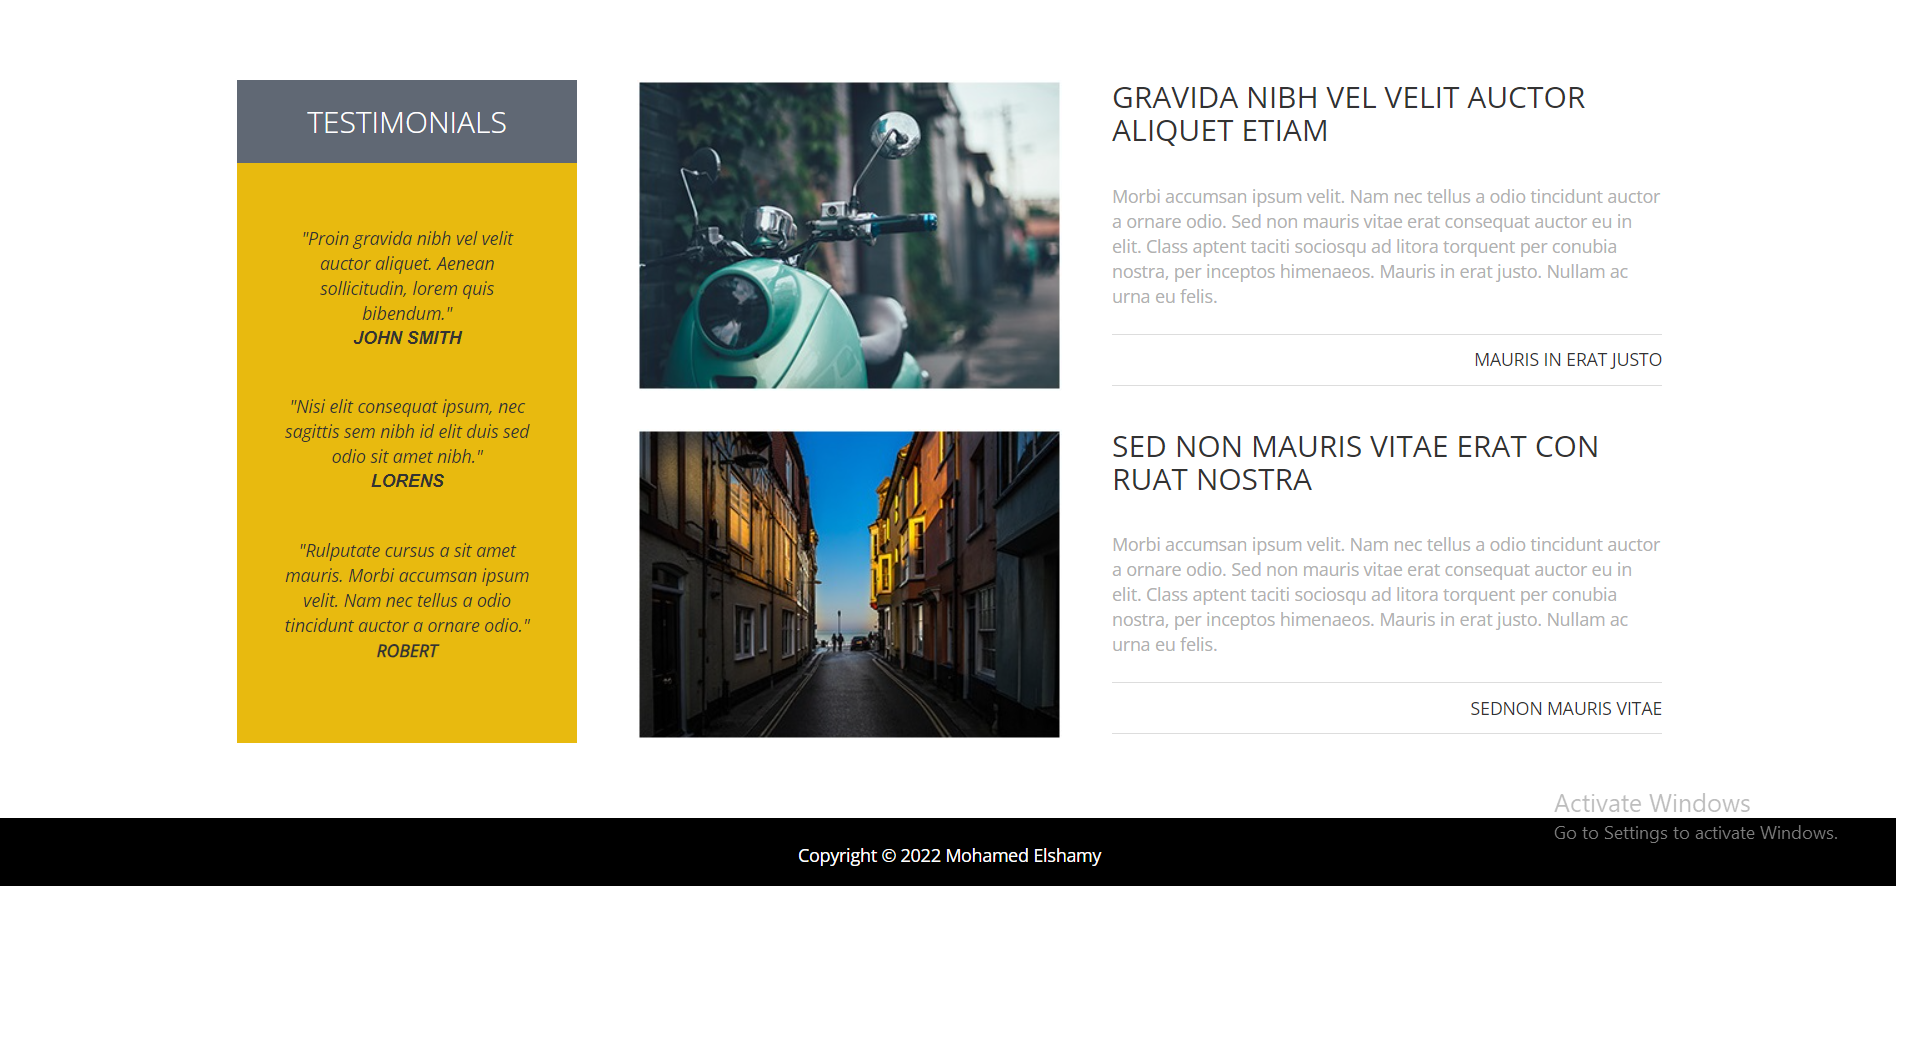 TESTIMONIALS
"Proin gravida nibh vel velit
auctor aliquet. Aenean
sollicitudin, lorem quis
bibendum."
JOHN SMITH
"Nisi elit consequat ipsum, nec
sagittis sem nibh id elit duis sed
odio sit amet nibh."
LORENS
"Rulputate cursus a sit amet
mauris. Morbi accumsan ipsum
velit. Nam nec tellus a odio
tincidunt auctor a ornare odio."
ROBERT
GRAVIDA NIBH VEL VELIT AUCTOR
ALIQUET ETIAM
Morbi accumsan ipsum velit. Nam nec tellus a odio tincidunt auctor
a ornare odio. Sed non mauris vitae erat consequat auctor eu in
elit. Class aptent taciti sociosqu ad litora torquent per conubia
nostra, per inceptos himenaeos. Mauris in erat justo. Nullam ac
urna eu felis.
MAURIS IN ERAT JUSTO
SED NON MAURIS VITAE ERAT CON
RUAT NOSTRA
Morbi accumsan ipsum velit. Nam nec tellus a odio tincidunt auctor
a ornare odio. Sed non mauris vitae erat consequat auctor eu in
elit. Class aptent taciti sociosqu ad litora torquent per conubia
nostra, per inceptos himenaeos. Mauris in erat justo. Nullam ac
urna eu felis.
SEDNON MAURIS VITAE
Activate Windows
Go to Settings to activate Windows.
Copyright © 2022 Mohamed Elshamy